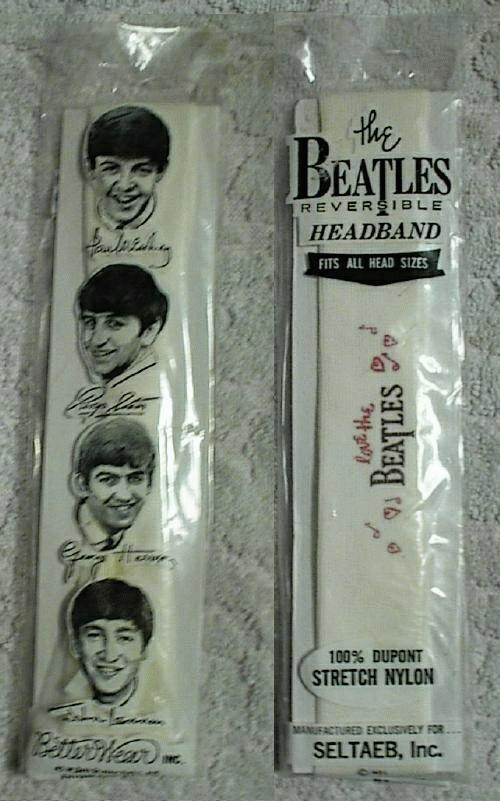 Paul McCartney
Ringo Starr
George Harrison
John Lennon
Better Wear INC.
the
BEATLES
REVERSIBLE
HEADBAND
FITS ALL HEAD SIZES
love the
BEATLES
100% DUPONT
STRETCH NYLON
MANUFACTURED EXCLUSIVELY FOR...
SELTAEB, Inc.